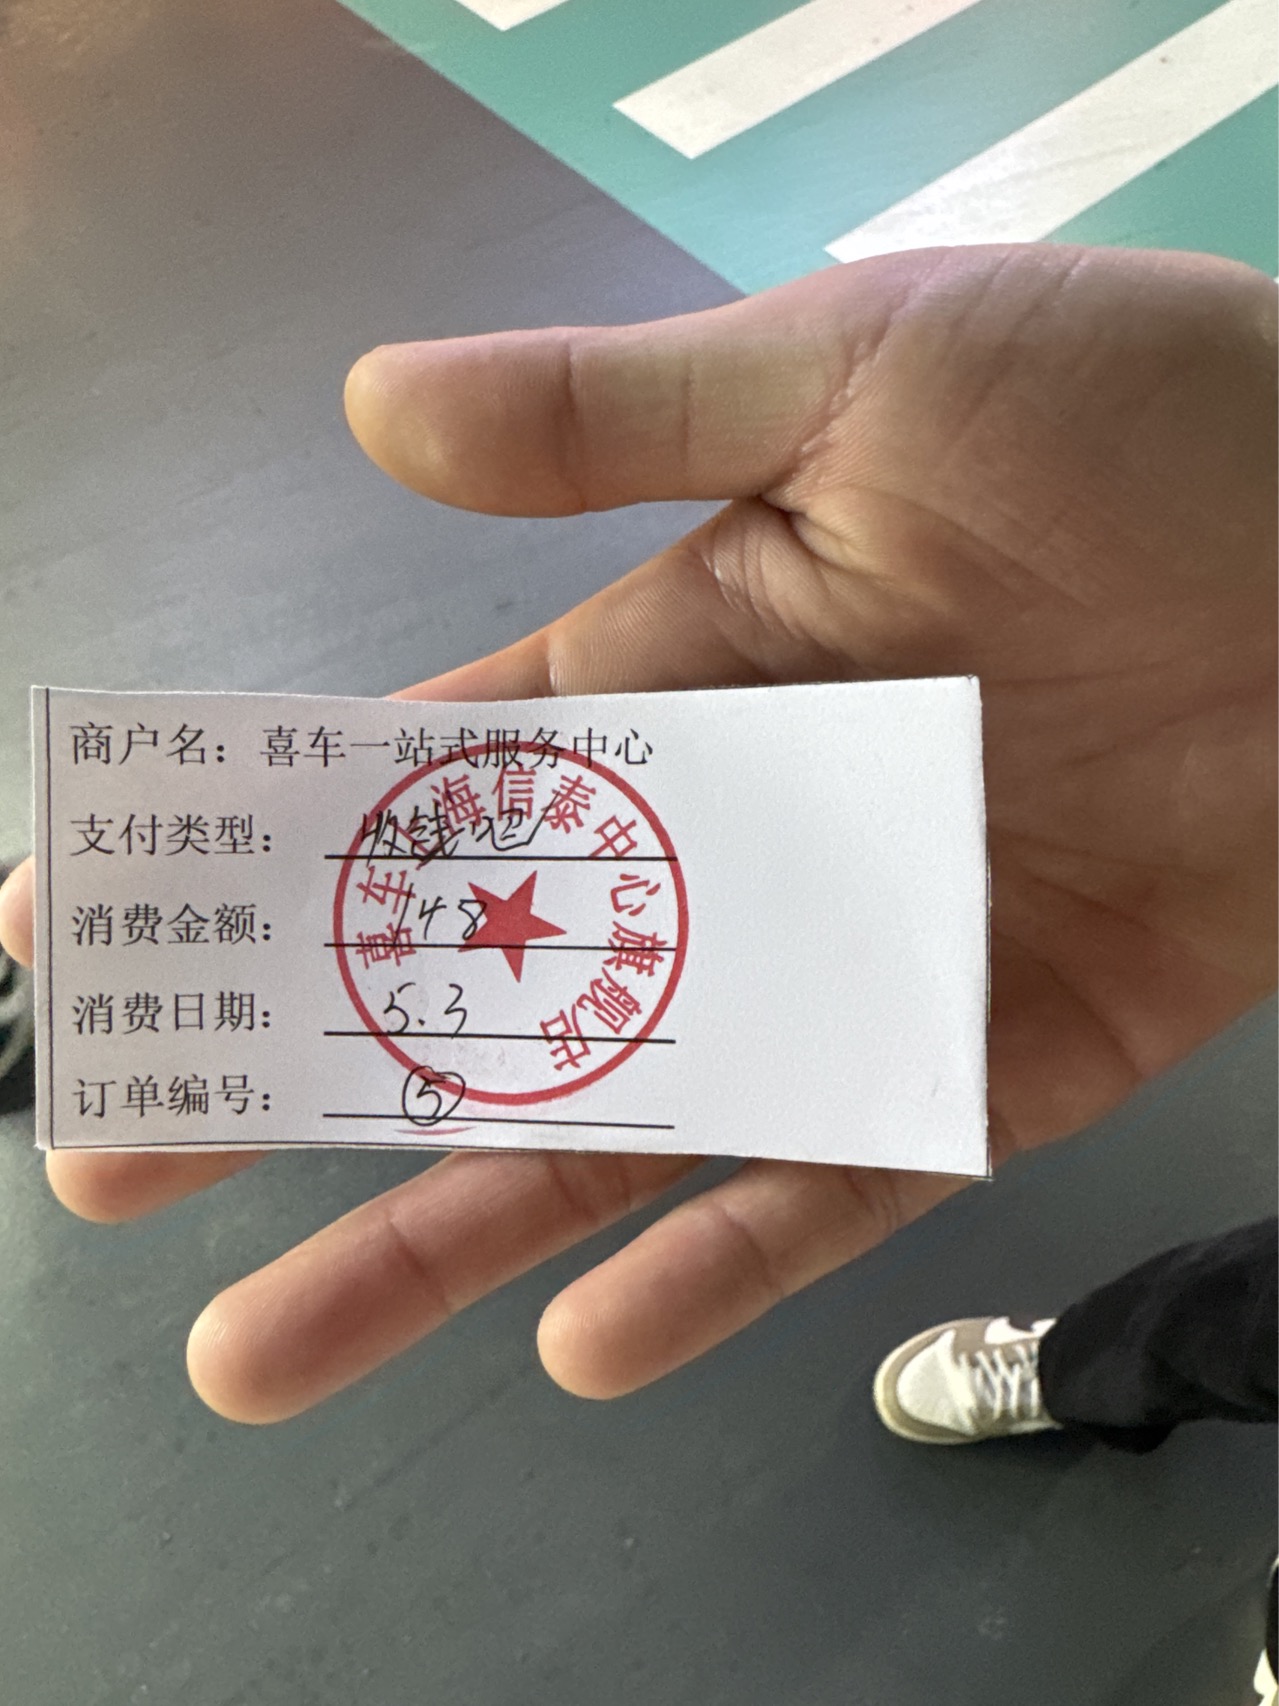 商户名：喜车一站式服务中心
支付类型：收钱吧
消费金额：148
消费日期：5.3
订单编号：⑤
喜车上海信泰中心旗舰店